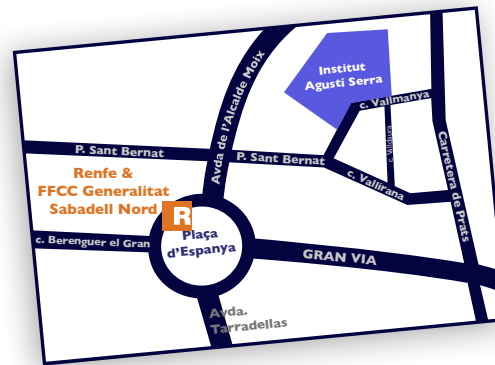 Institut
Agustí Serra
Avda de l'Alcalde Moix
c. Vallmanya
P. Sant Bernat
P. Sant Bernat
c. Vallirana
Carretera de Prats
Renfe &
FFCC Generalitat
Sabadell Nord
R
Plaça
d'Espanya
c. Berenguer el Gran
GRAN VIA
Avda.
Tarradellas